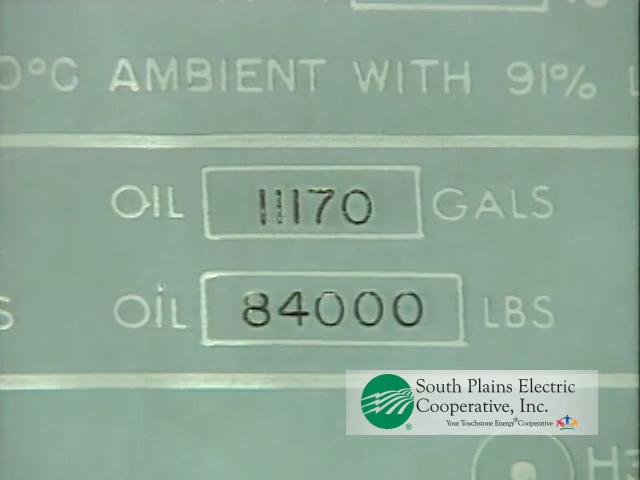 0°C AMBIENT WITH 91% L
OIL 11170 GALS
S OIL 84000 LBS
South Plains Electric
Cooperative, Inc.
Your Touchstone Energy® Cooperative
®
H3